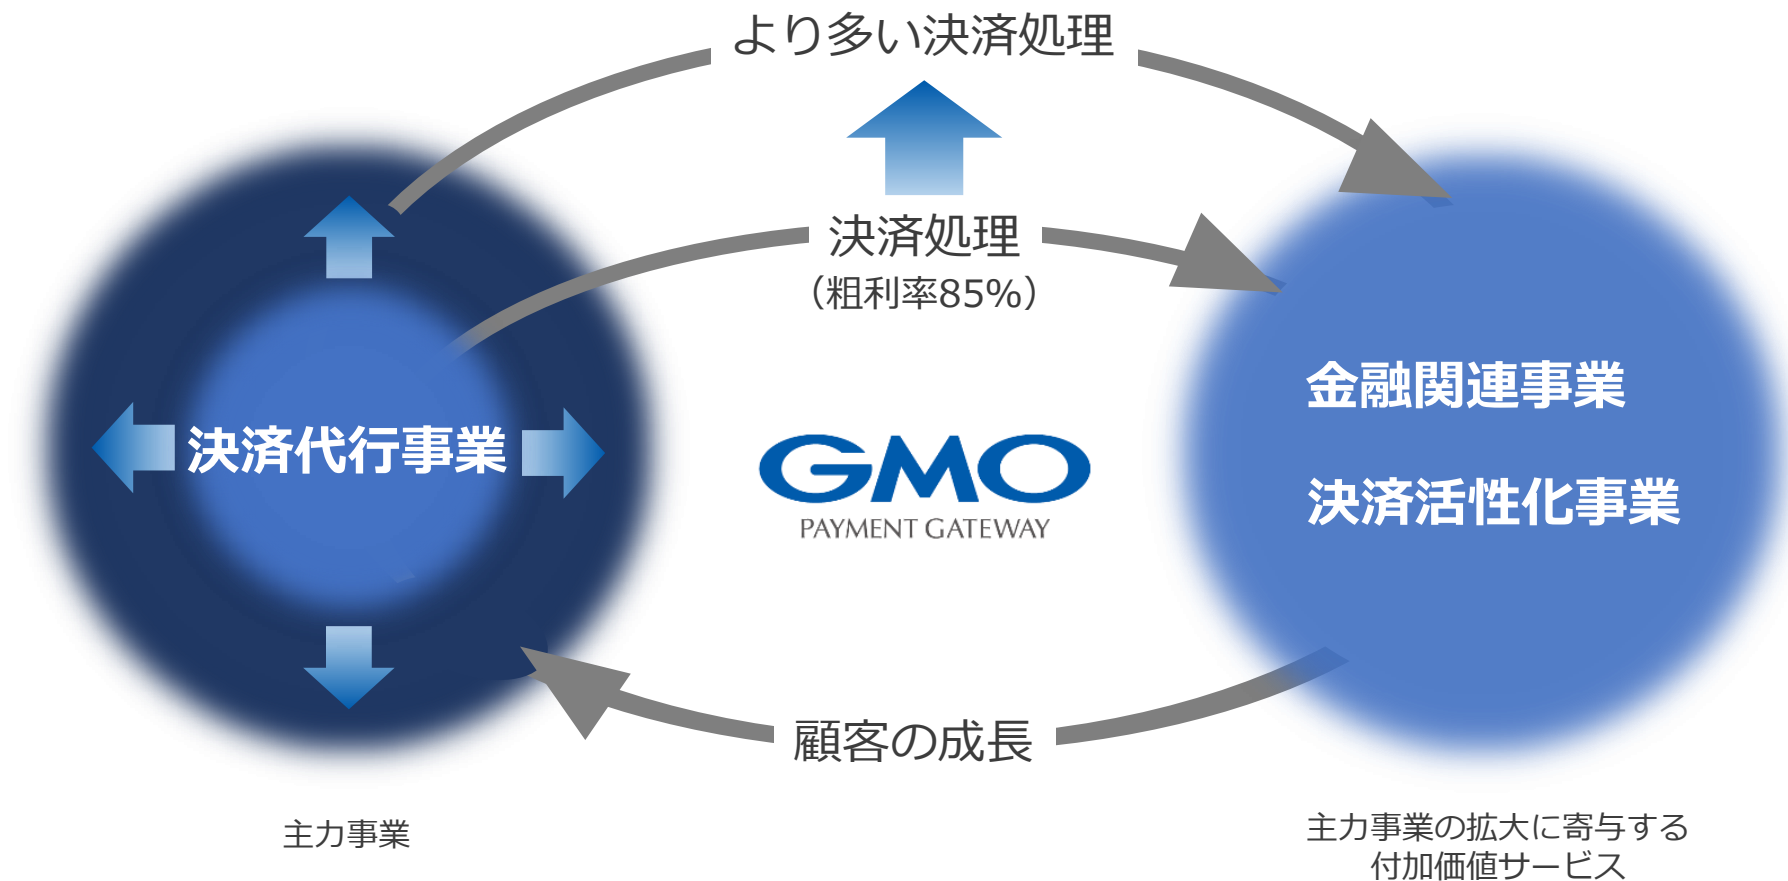 より多い決済処理
決済処理
（粗利率85%）
決済代行事業
GMO
PAYMENT GATEWAY
金融関連事業
決済活性化事業
顧客の成長
主力事業
主力事業の拡大に寄与する
付加価値サービス